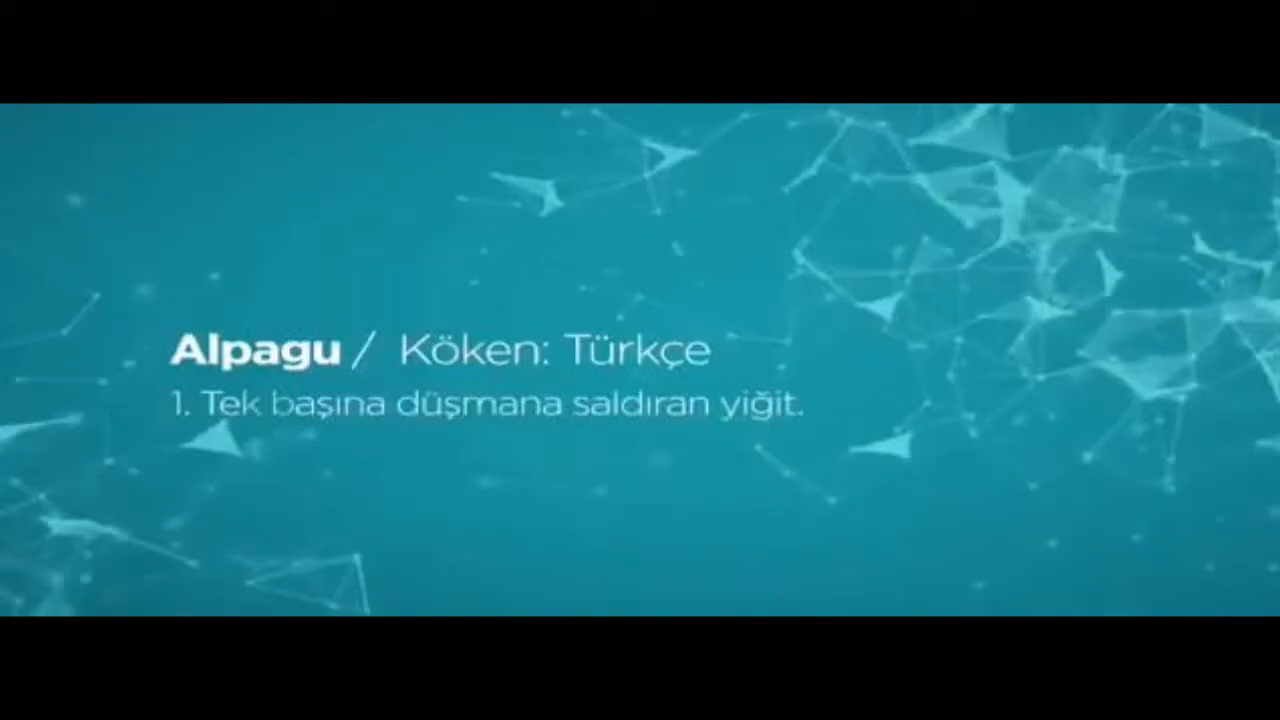 Alpagu / Köken: Türkçe
1. Tek başına düşmana saldıran yiğit.